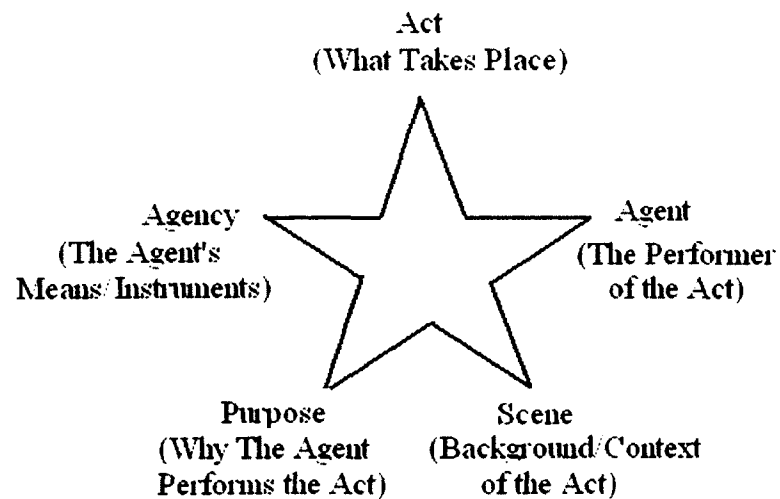 Act
(What Takes Place)
Agency
(The Agent's
Means/Instruments)
Agent
(The Performer
of the Act)
Purpose
(Why The Agent
Performs the Act)
Scene
(Background/Context
of the Act)